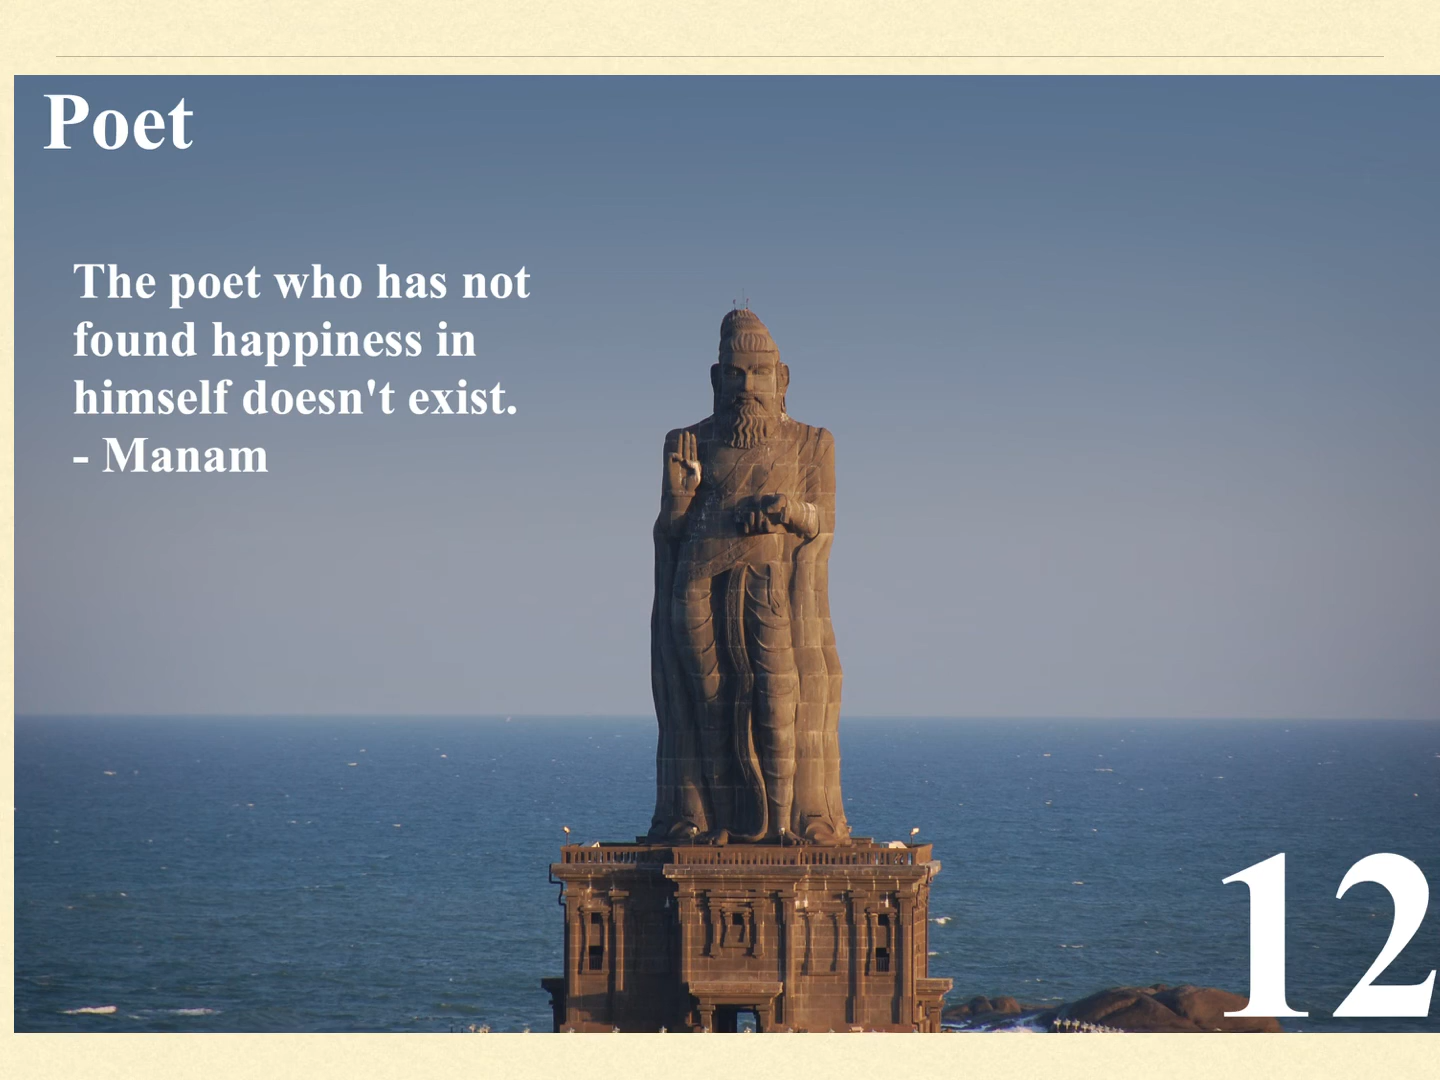 Poet
The poet who has not
found happiness in
himself doesn't exist.
- Manam
12